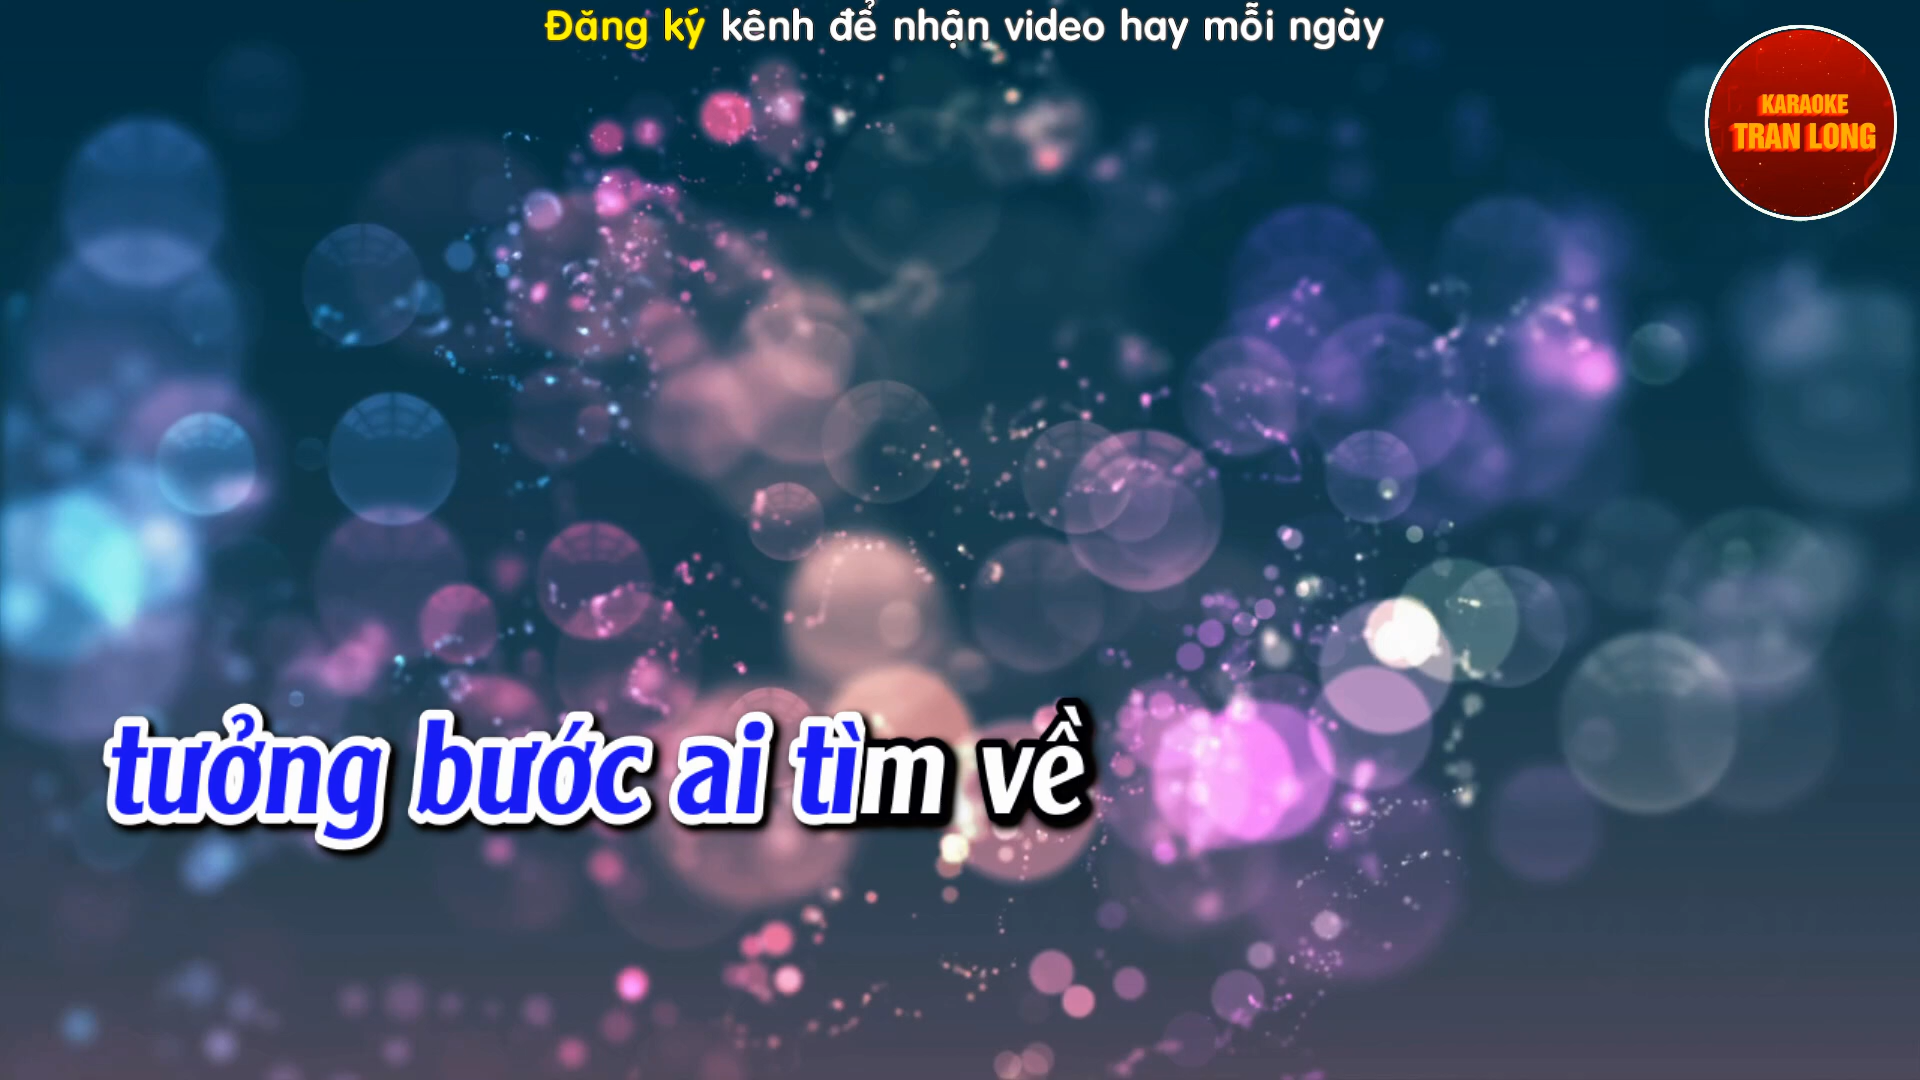 Đăng ký kênh để nhận video hay mỗi ngày
KARAOKE
TRAN LONG
tưởng bước ai tìm về